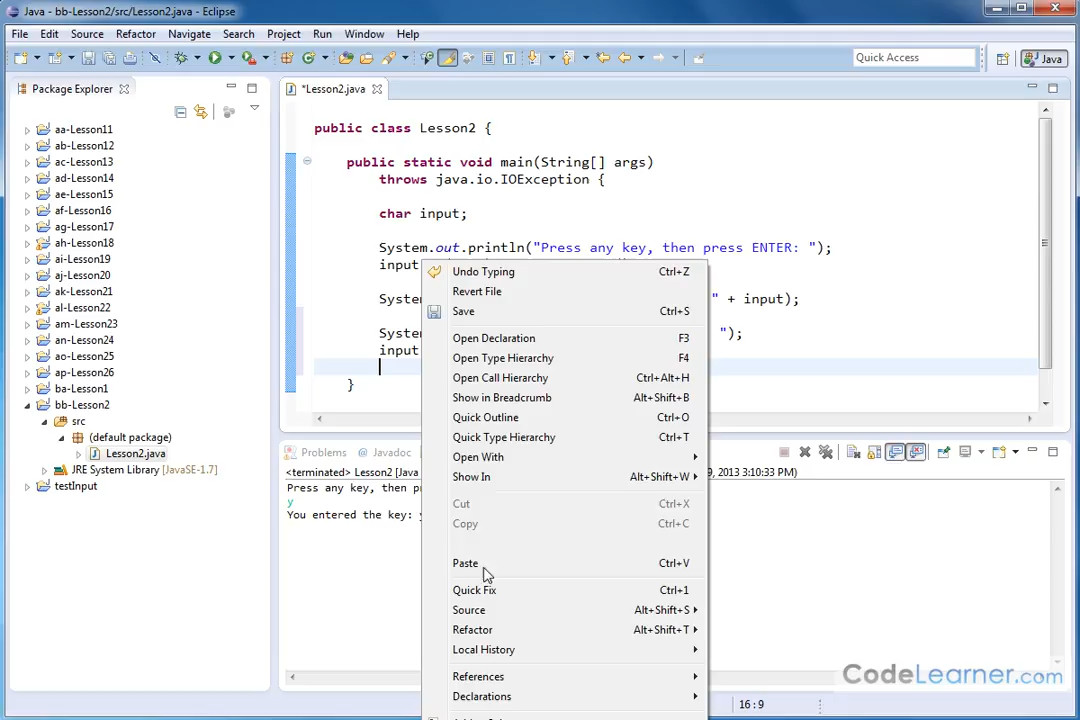 Java - bb-Lesson2/src/Lesson2.java - Eclipse
File Edit Source Refactor Navigate Search Project Run Window Help
Quick Access
Java
Package Explorer
*Lesson2.java
aa-Lesson11
ab-Lesson12
ac-Lesson13
ad-Lesson14
ae-Lesson15
af-Lesson16
ag-Lesson17
ah-Lesson18
ai-Lesson19
aj-Lesson20
ak-Lesson21
al-Lesson22
am-Lesson23
an-Lesson24
ao-Lesson25
ap-Lesson26
ba-Lesson1
bb-Lesson2
src
(default package)
Lesson2.java
JRE System Library [JavaSE-1.7]
testInput
public class Lesson2 {
public static void main(String[] args)
throws java.io.IOException {
char input;
System.out.println("Press any key, then press ENTER: ");
input
Syste " + input);
Syste ");
input
}
Undo Typing Ctrl+Z
Revert File
Save Ctrl+S
Open Declaration F3
Open Type Hierarchy F4
Open Call Hierarchy Ctrl+Alt+H
Show in Breadcrumb Alt+Shift+B
Quick Outline Ctrl+O
Quick Type Hierarchy Ctrl+T
Open With
Show In Alt+Shift+W
Cut Ctrl+X
Copy Ctrl+C
Paste Ctrl+V
Quick Fix Ctrl+1
Source Alt+Shift+S
Refactor Alt+Shift+T
Local History
References
Declarations
Problems @ Javadoc
<terminated> Lesson2 [Java 9, 2013 3:10:33 PM)
Press any key, then p
y
You entered the key:
CodeLearner.com
16:9